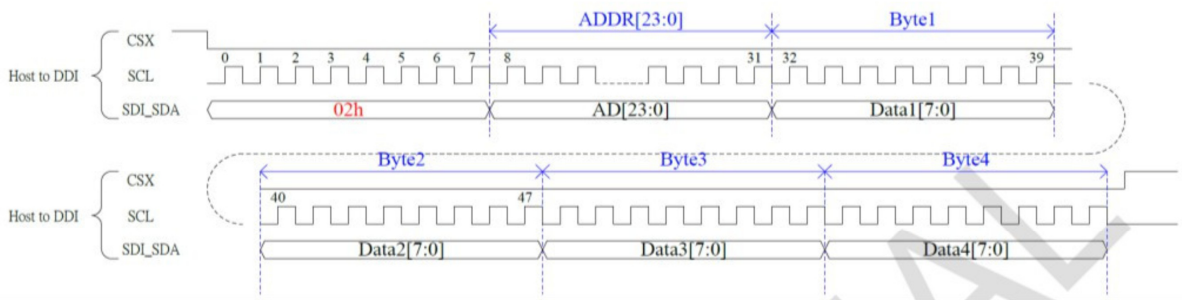 ADDR[23:0] Byte1
CSX
0 1 2 3 4 5 6 7 8 31 32 39
Host to DDI SCL
SDI_SDA 02h AD[23:0] Data1[7:0]
Byte2 Byte3 Byte4
CSX
40 47
Host to DDI SCL
SDI_SDA Data2[7:0] Data3[7:0] Data4[7:0]